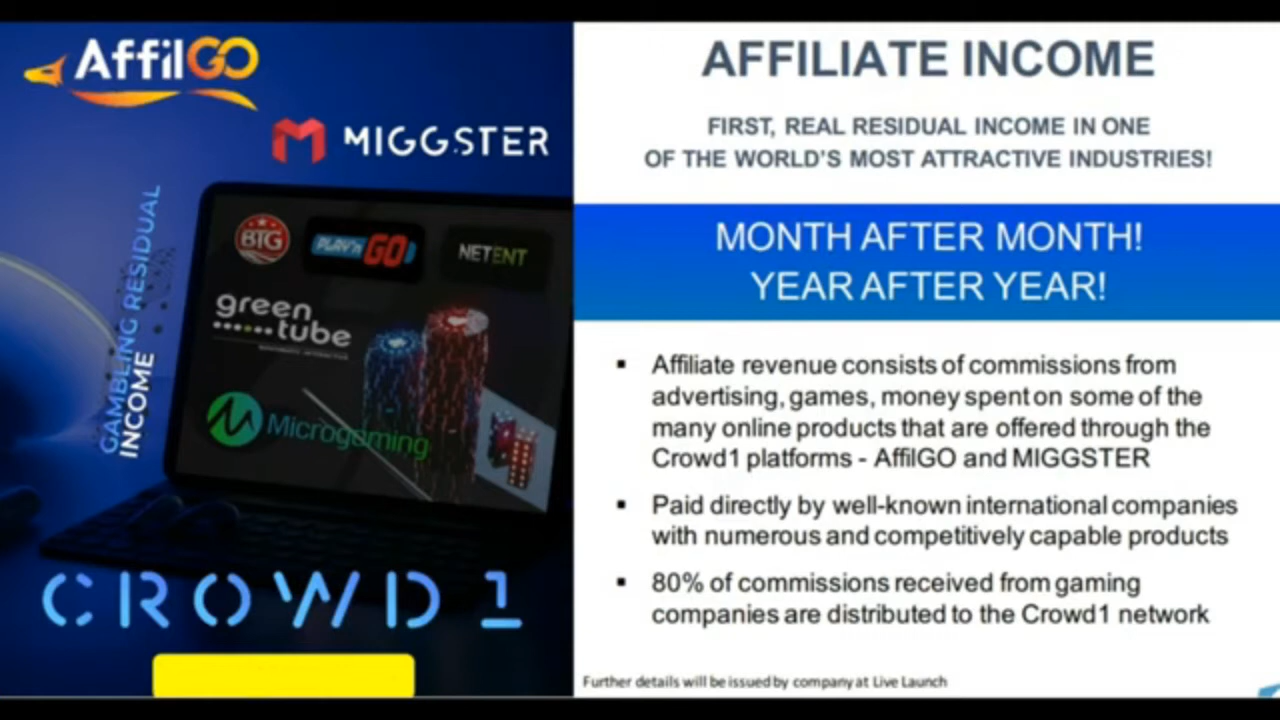 AffilGO
MIGGSTER
GAMBLING RESIDUAL
INCOME
BTG
PLAY'n GO
NETENT
green
tube
Microgaming
CROWD1
AFFILIATE INCOME
FIRST, REAL RESIDUAL INCOME IN ONE
OF THE WORLD'S MOST ATTRACTIVE INDUSTRIES!
MONTH AFTER MONTH!
YEAR AFTER YEAR!
▪ Affiliate revenue consists of commissions from
advertising, games, money spent on some of the
many online products that are offered through the
Crowd1 platforms - AffilGO and MIGGSTER
▪ Paid directly by well-known international companies
with numerous and competitively capable products
▪ 80% of commissions received from gaming
companies are distributed to the Crowd1 network
Further details will be issued by company at Live Launch